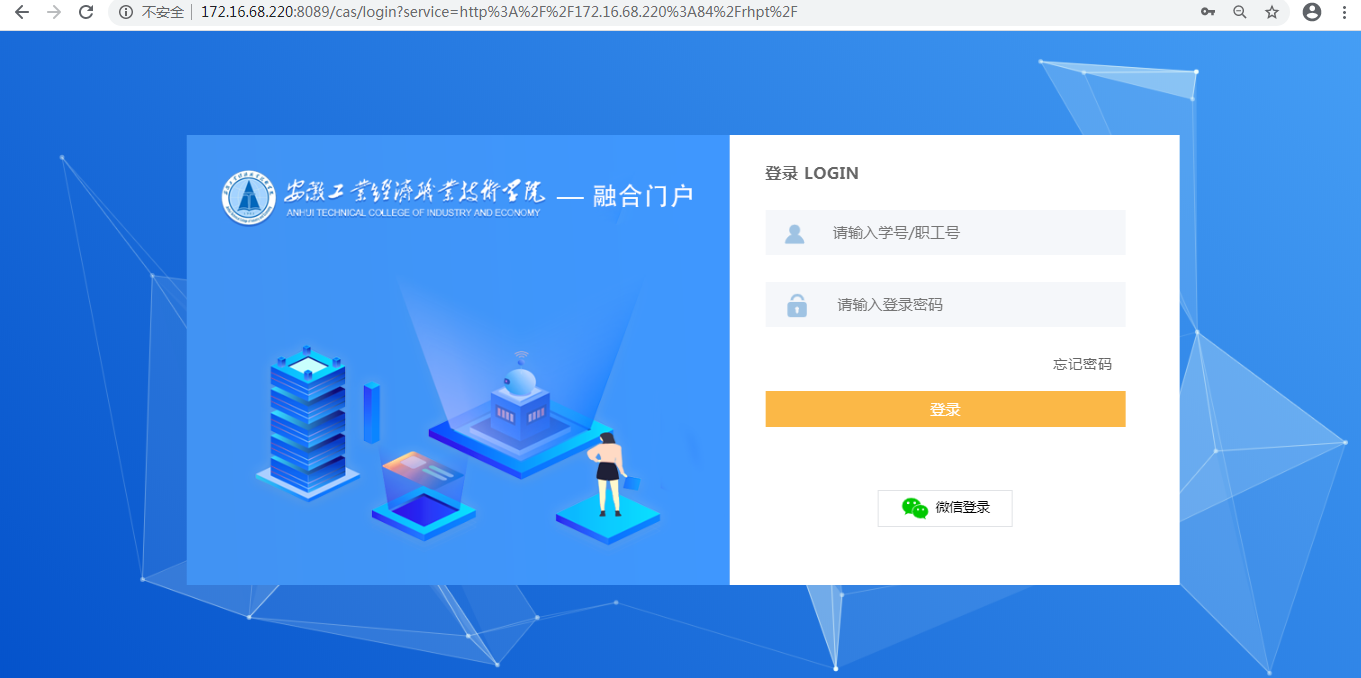 不安全 172.16.68.220:8089/cas/login?service=http%3A%2F%2F172.16.68.220%3A84%2Frhpt%2F
安徽工业经济职业技术学院 — 融合门户
ANHUI TECHNICAL COLLEGE OF INDUSTRY AND ECONOMY
登录 LOGIN
请输入学号/职工号
请输入登录密码
忘记密码
登录
微信登录